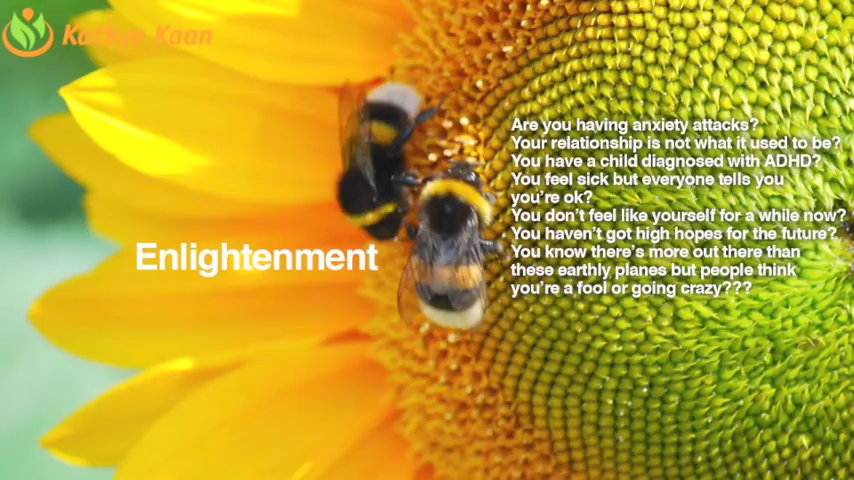 Kathye Kaan
Enlightenment
Are you having anxiety attacks?
Your relationship is not what it used to be?
You have a child diagnosed with ADHD?
You feel sick but everyone tells you
you're ok?
You don't feel like yourself for a while now?
You haven't got high hopes for the future?
You know there's more out there than
these earthly planes but people think
you're a fool or going crazy???